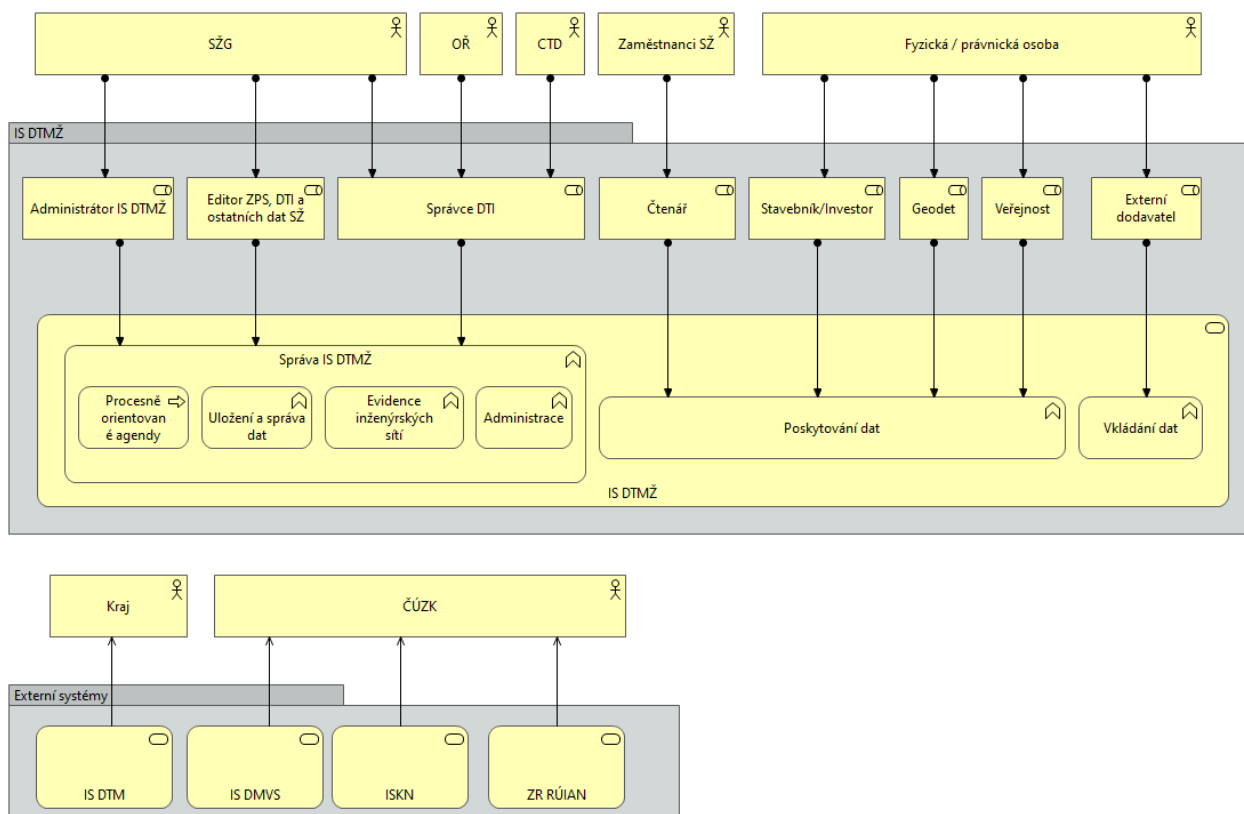 SŽG
OŘ
CTD
Zaměstnanci SŽ
Fyzická / právnická osoba
IS DTMŽ
Administrátor IS DTMŽ
Editor ZPS, DTI a
ostatních dat SŽ
Správce DTI
Čtenář
Stavebník/Investor
Geodet
Veřejnost
Externí
dodavatel
Správa IS DTMŽ
Procesně
orientovan
é agendy
Uložení a správa
dat
Evidence
inženýrských
sítí
Administrace
Poskytování dat
Vkládání dat
IS DTMŽ
Kraj
ČÚZK
Externí systémy
IS DTM
IS DMVS
ISKN
ZR RÚIAN